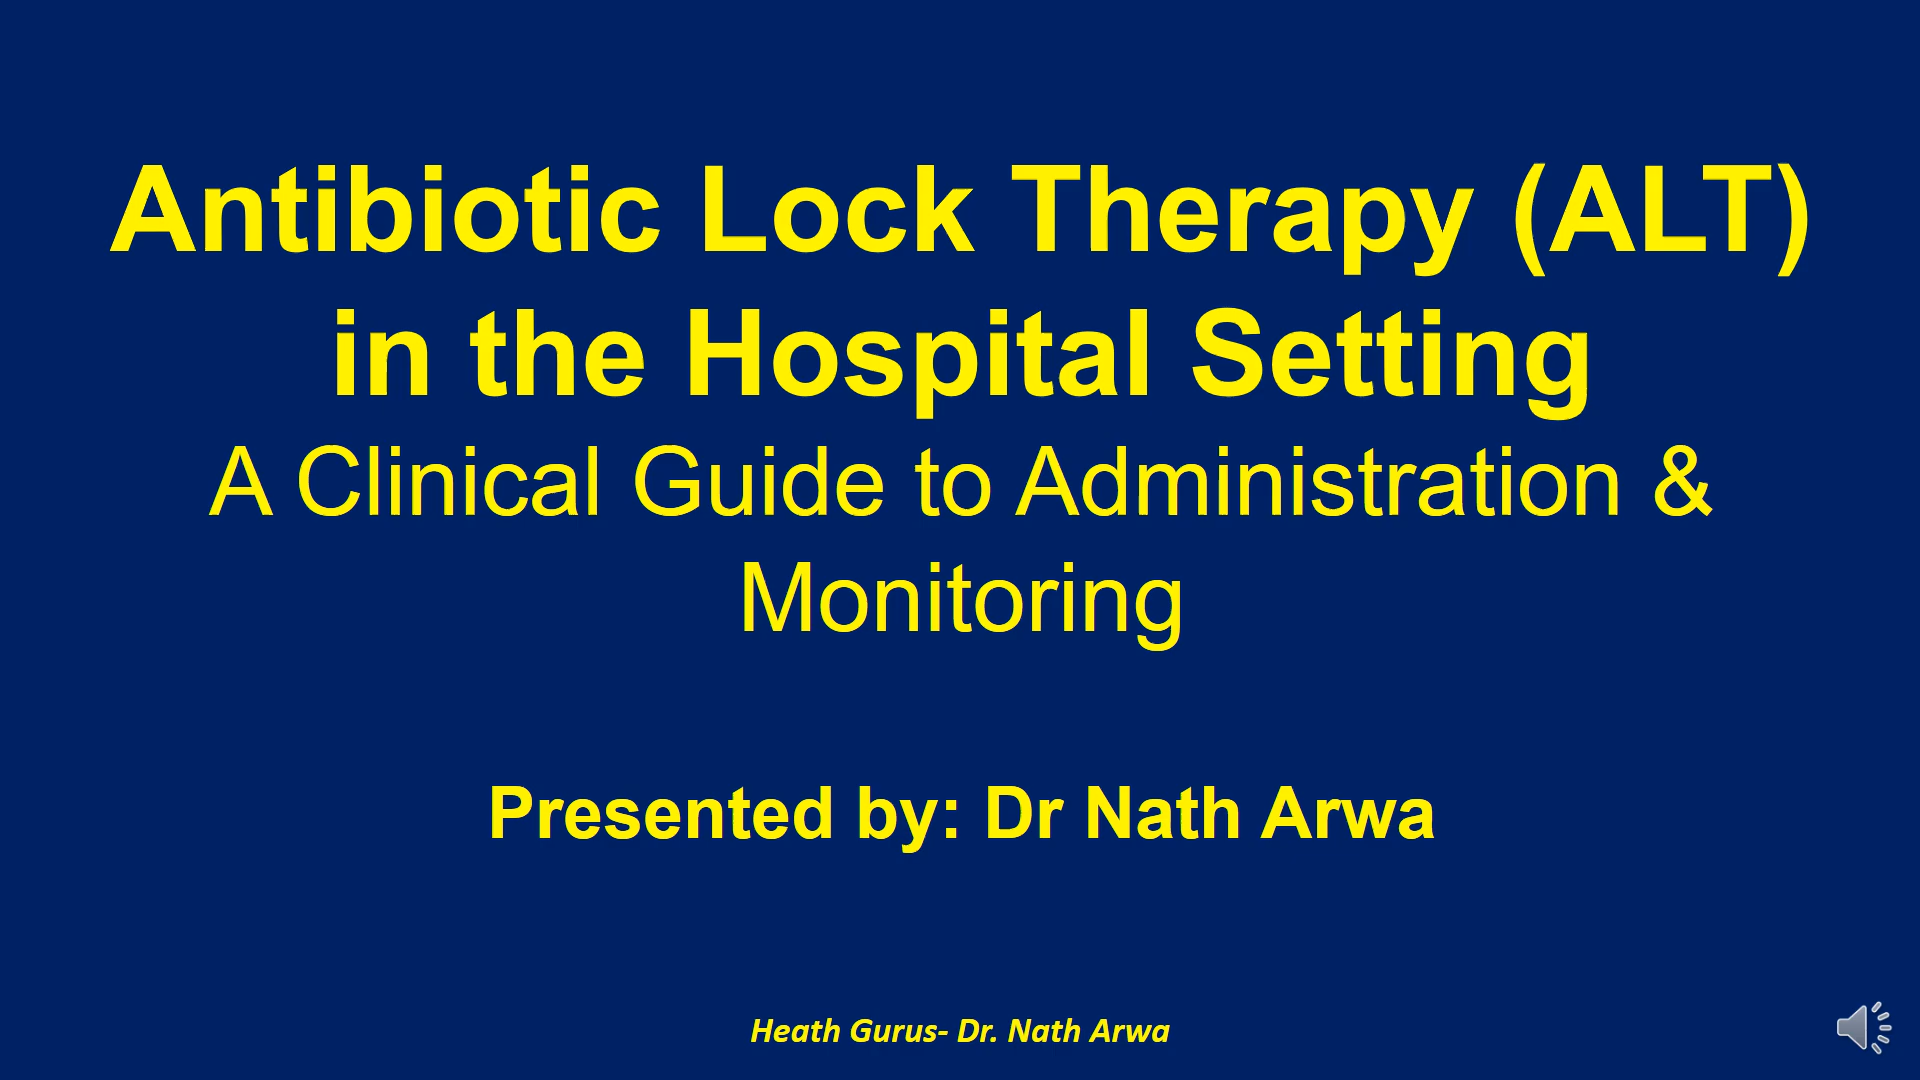 Antibiotic Lock Therapy (ALT)
in the Hospital Setting
A Clinical Guide to Administration &
Monitoring
Presented by: Dr Nath Arwa
Heath Gurus- Dr. Nath Arwa